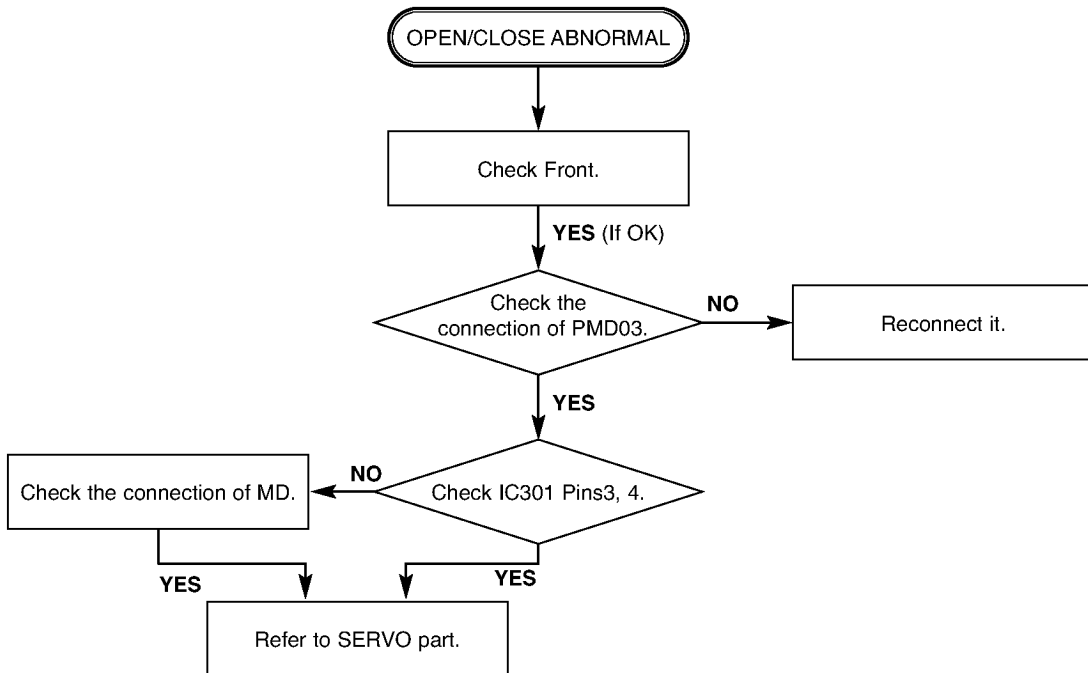 OPEN/CLOSE ABNORMAL
Check Front.
YES (If OK)
Check the
connection of PMD03.
NO
Reconnect it.
YES
Check IC301 Pins3, 4.
NO
Check the connection of MD.
YES
YES
Refer to SERVO part.